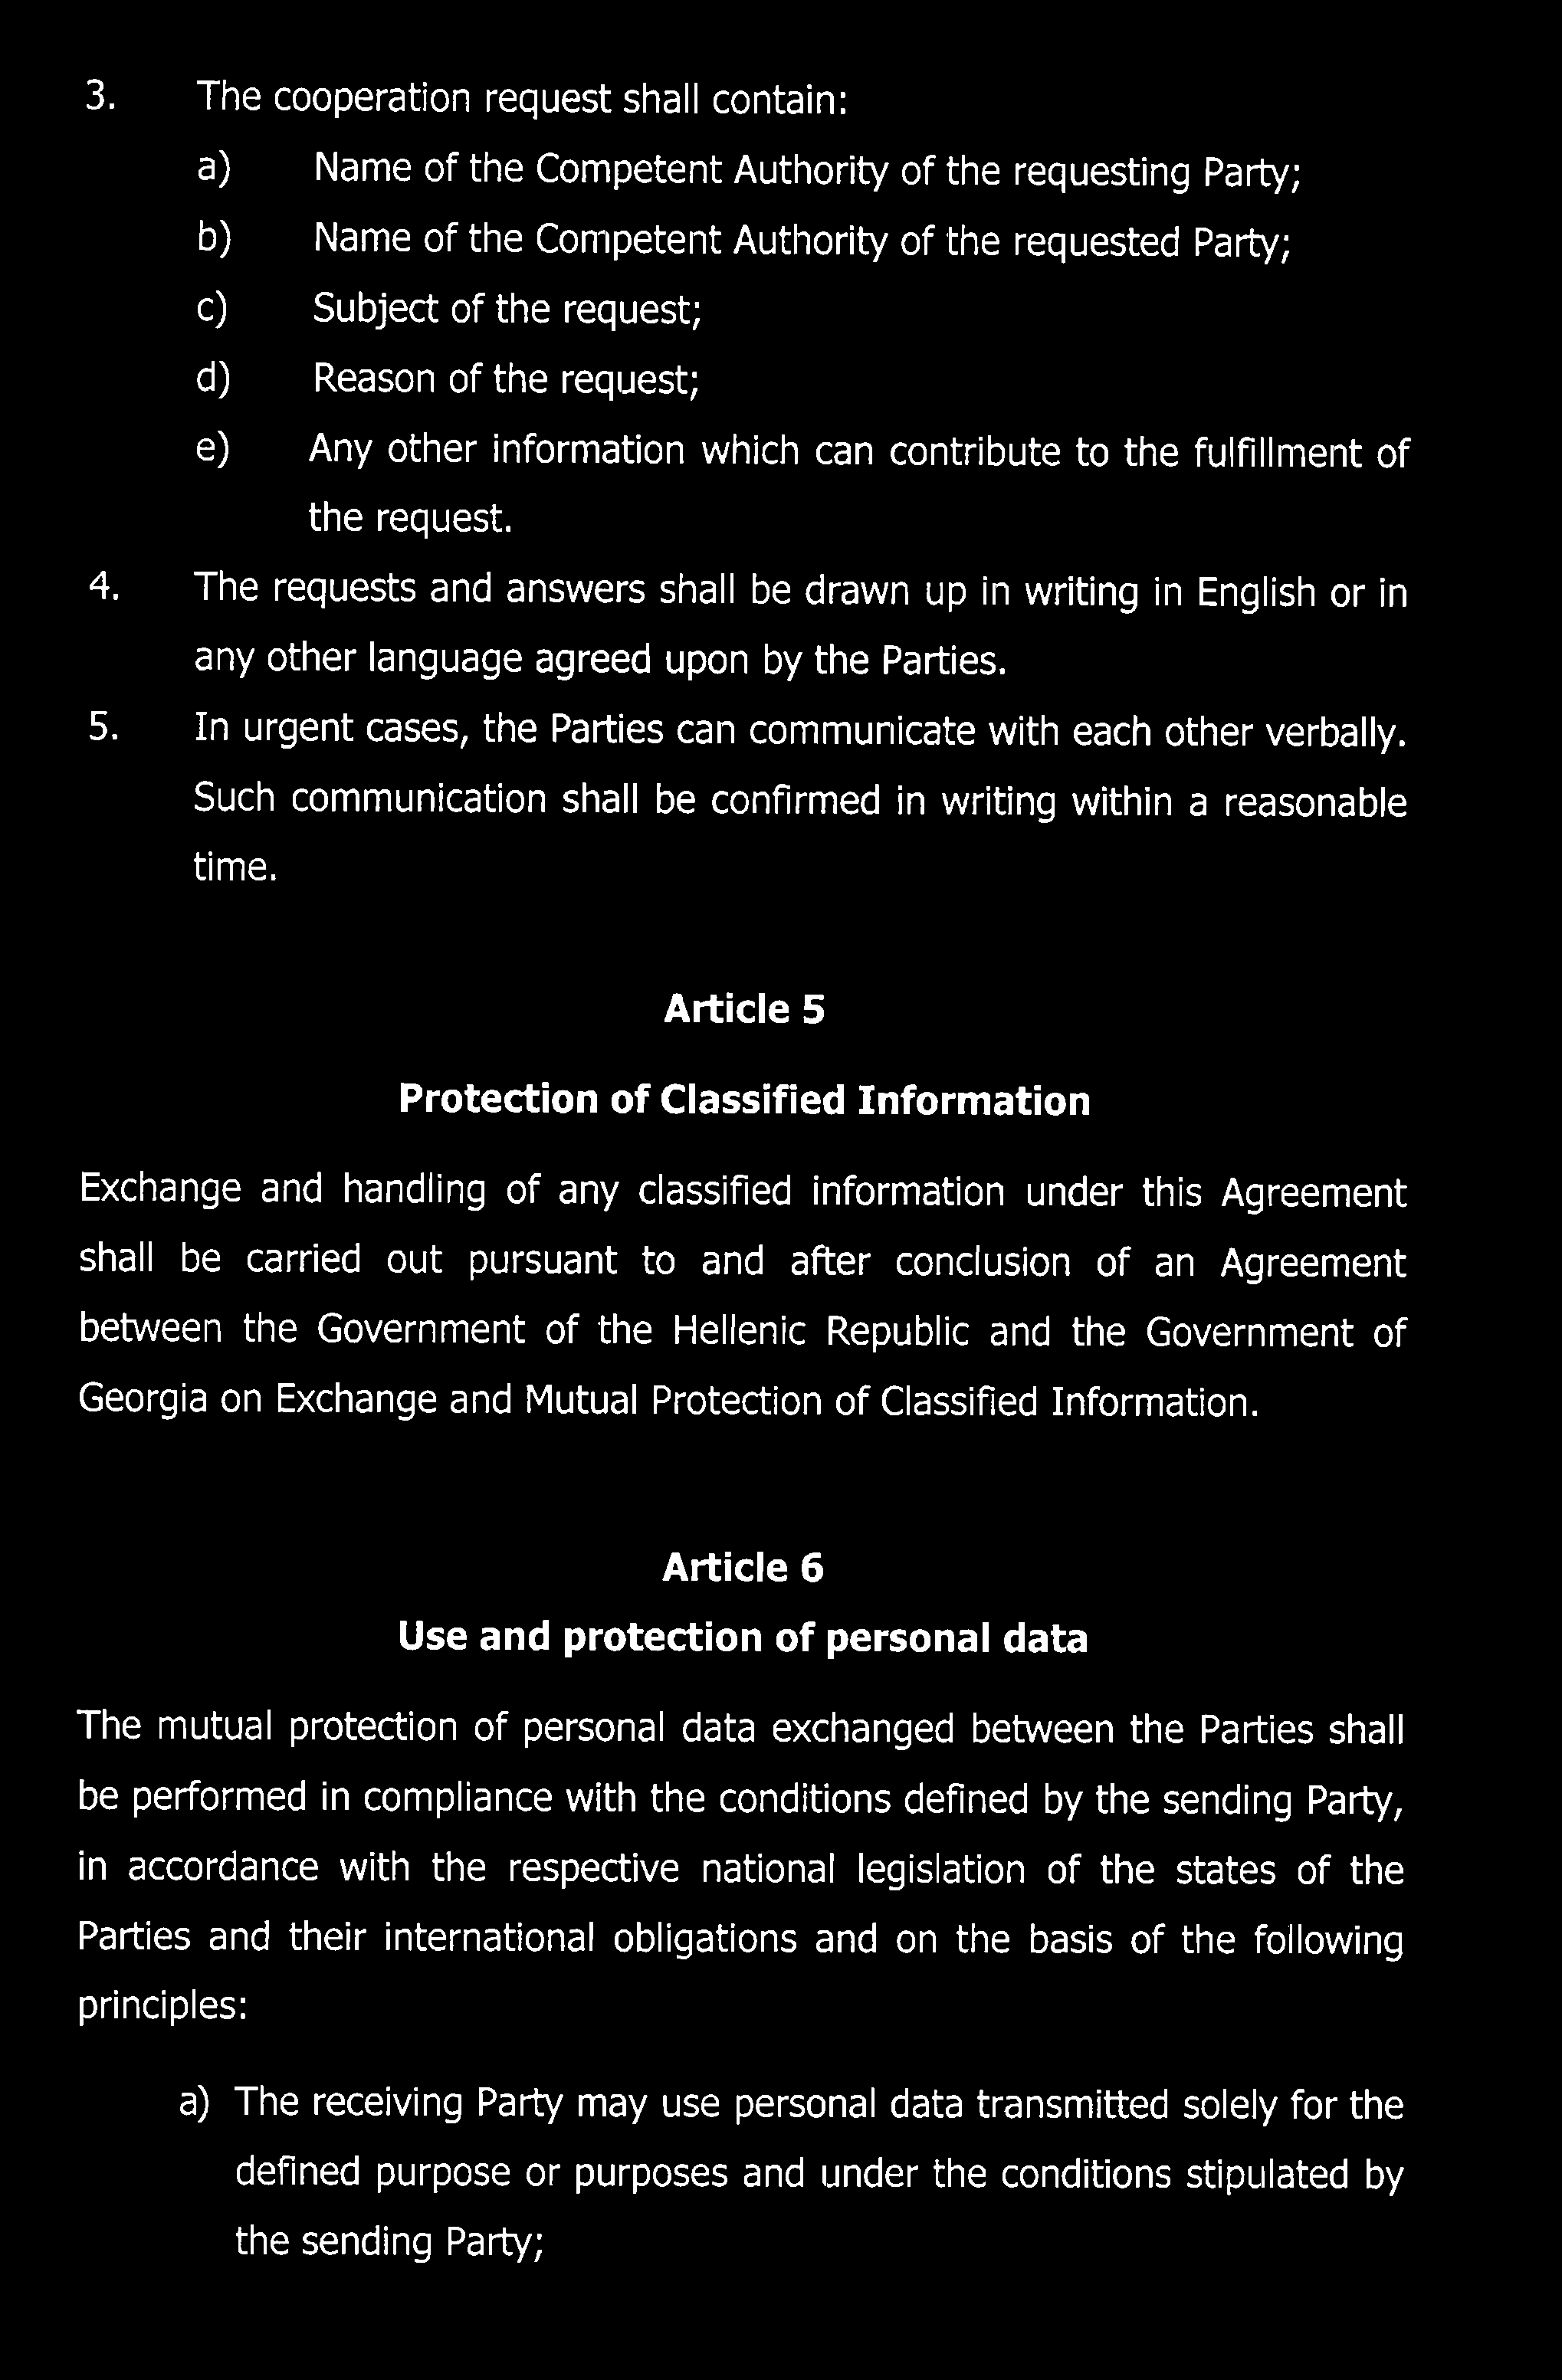 3. The cooperation request shall contain:
a) Name of the Competent Authority of the requesting Party;
b) Name of the Competent Authority of the requested Party;
c) Subject of the request;
d) Reason of the request;
e) Any other information which can contribute to the fulfillment of
the request.
4. The requests and answers shall be drawn up in writing in English or in
any other language agreed upon by the Parties.
5. In urgent cases, the Parties can communicate with each other verbally.
Such communication shall be confirmed in writing within a reasonable
time.
Article 5
Protection of Classified Information
Exchange and handling of any classified information under this Agreement
shall be carried out pursuant to and after conclusion of an Agreement
between the Government of the Hellenic Republic and the Government of
Georgia on Exchange and Mutual Protection of Classified Information.
Article 6
Use and protection of personal data
The mutual protection of personal data exchanged between the Parties shall
be performed in compliance with the conditions defined by the sending Party,
in accordance with the respective national legislation of the states of the
Parties and their international obligations and on the basis of the following
principles:
a) The receiving Party may use personal data transmitted solely for the
defined purpose or purposes and under the conditions stipulated by
the sending Party;